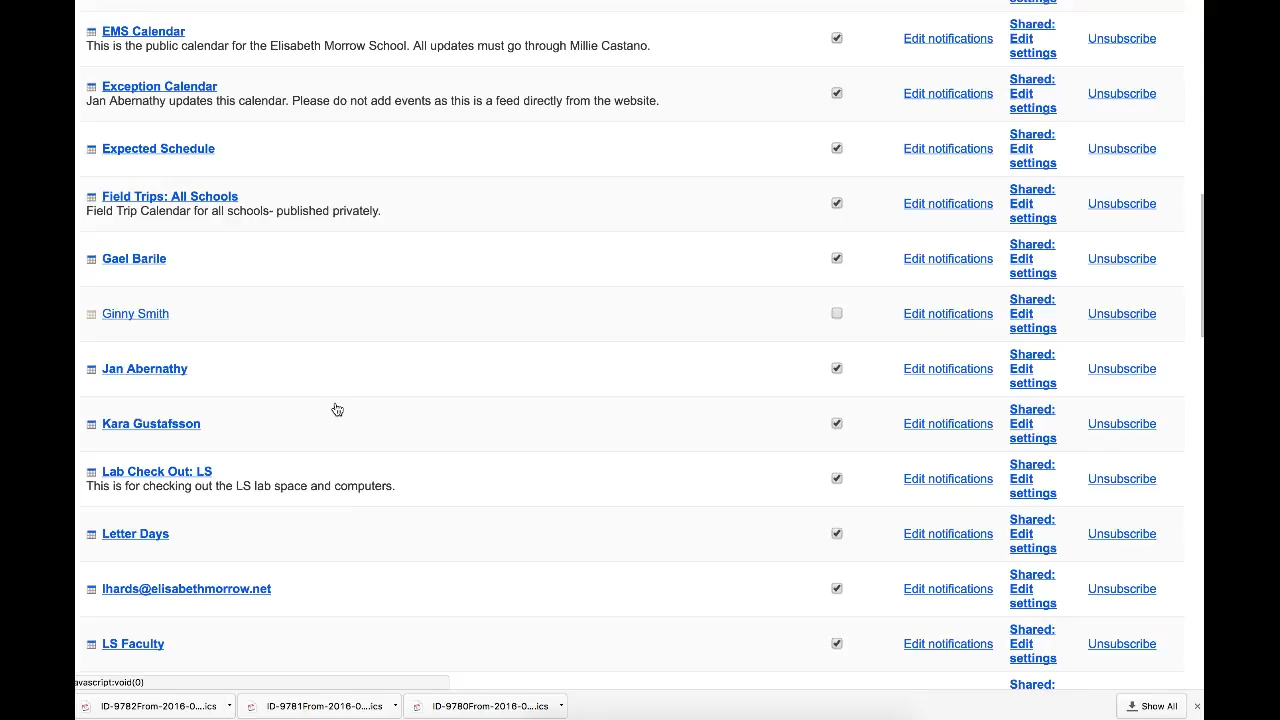 settings
EMS Calendar
This is the public calendar for the Elisabeth Morrow School. All updates must go through Millie Castano.
Edit notifications
Shared:
Edit
settings
Unsubscribe
Exception Calendar
Jan Abernathy updates this calendar. Please do not add events as this is a feed directly from the website.
Edit notifications
Shared:
Edit
settings
Unsubscribe
Expected Schedule
Edit notifications
Shared:
Edit
settings
Unsubscribe
Field Trips: All Schools
Field Trip Calendar for all schools- published privately.
Edit notifications
Shared:
Edit
settings
Unsubscribe
Gael Barile
Edit notifications
Shared:
Edit
settings
Unsubscribe
Ginny Smith
Edit notifications
Shared:
Edit
settings
Unsubscribe
Jan Abernathy
Edit notifications
Shared:
Edit
settings
Unsubscribe
Kara Gustafsson
Edit notifications
Shared:
Edit
settings
Unsubscribe
Lab Check Out: LS
This is for checking out the LS lab space and computers.
Edit notifications
Shared:
Edit
settings
Unsubscribe
Letter Days
Edit notifications
Shared:
Edit
settings
Unsubscribe
lhards@elisabethmorrow.net
Edit notifications
Shared:
Edit
settings
Unsubscribe
LS Faculty
Edit notifications
Shared:
Edit
settings
Unsubscribe
Shared:
avascript:void(0)
ID-9782From-2016-0....ics
ID-9781From-2016-0....ics
ID-9780From-2016-0....ics
Show All